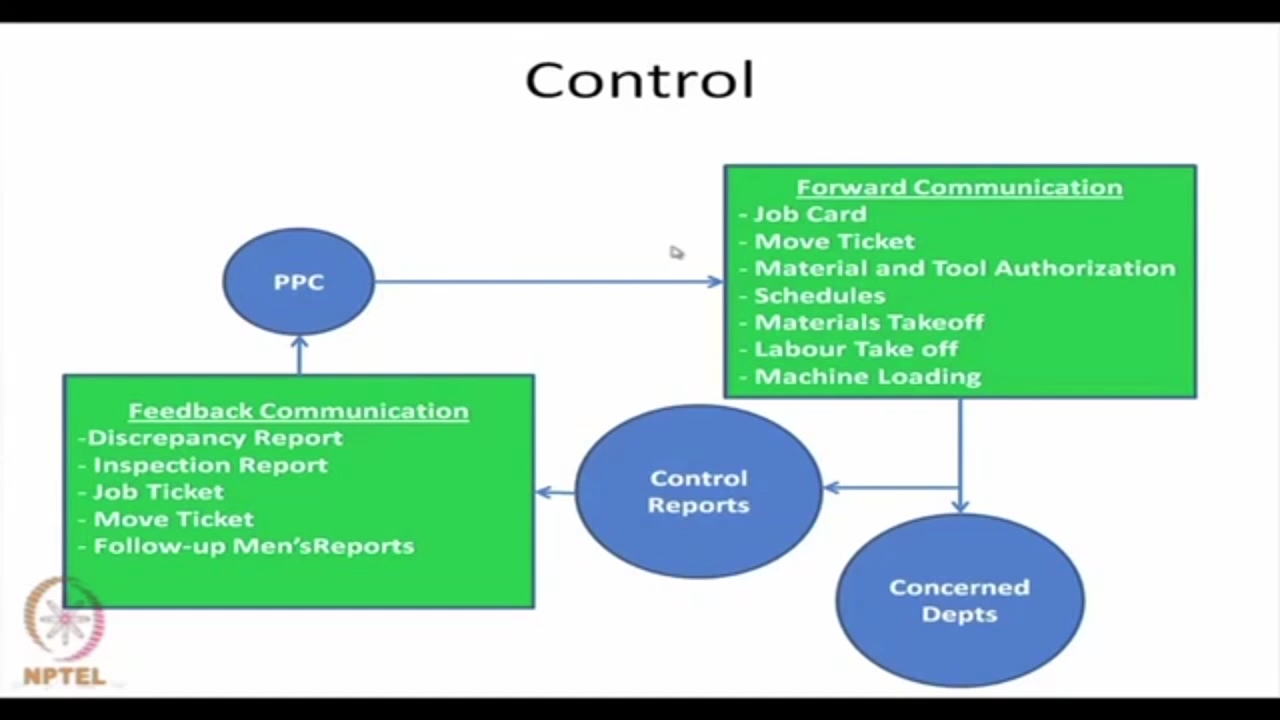 Control
PPC
Forward Communication
- Job Card
- Move Ticket
- Material and Tool Authorization
- Schedules
- Materials Takeoff
- Labour Take off
- Machine Loading
Feedback Communication
-Discrepancy Report
- Inspection Report
- Job Ticket
- Move Ticket
- Follow-up Men'sReports
Control
Reports
Concerned
Depts
NPTEL